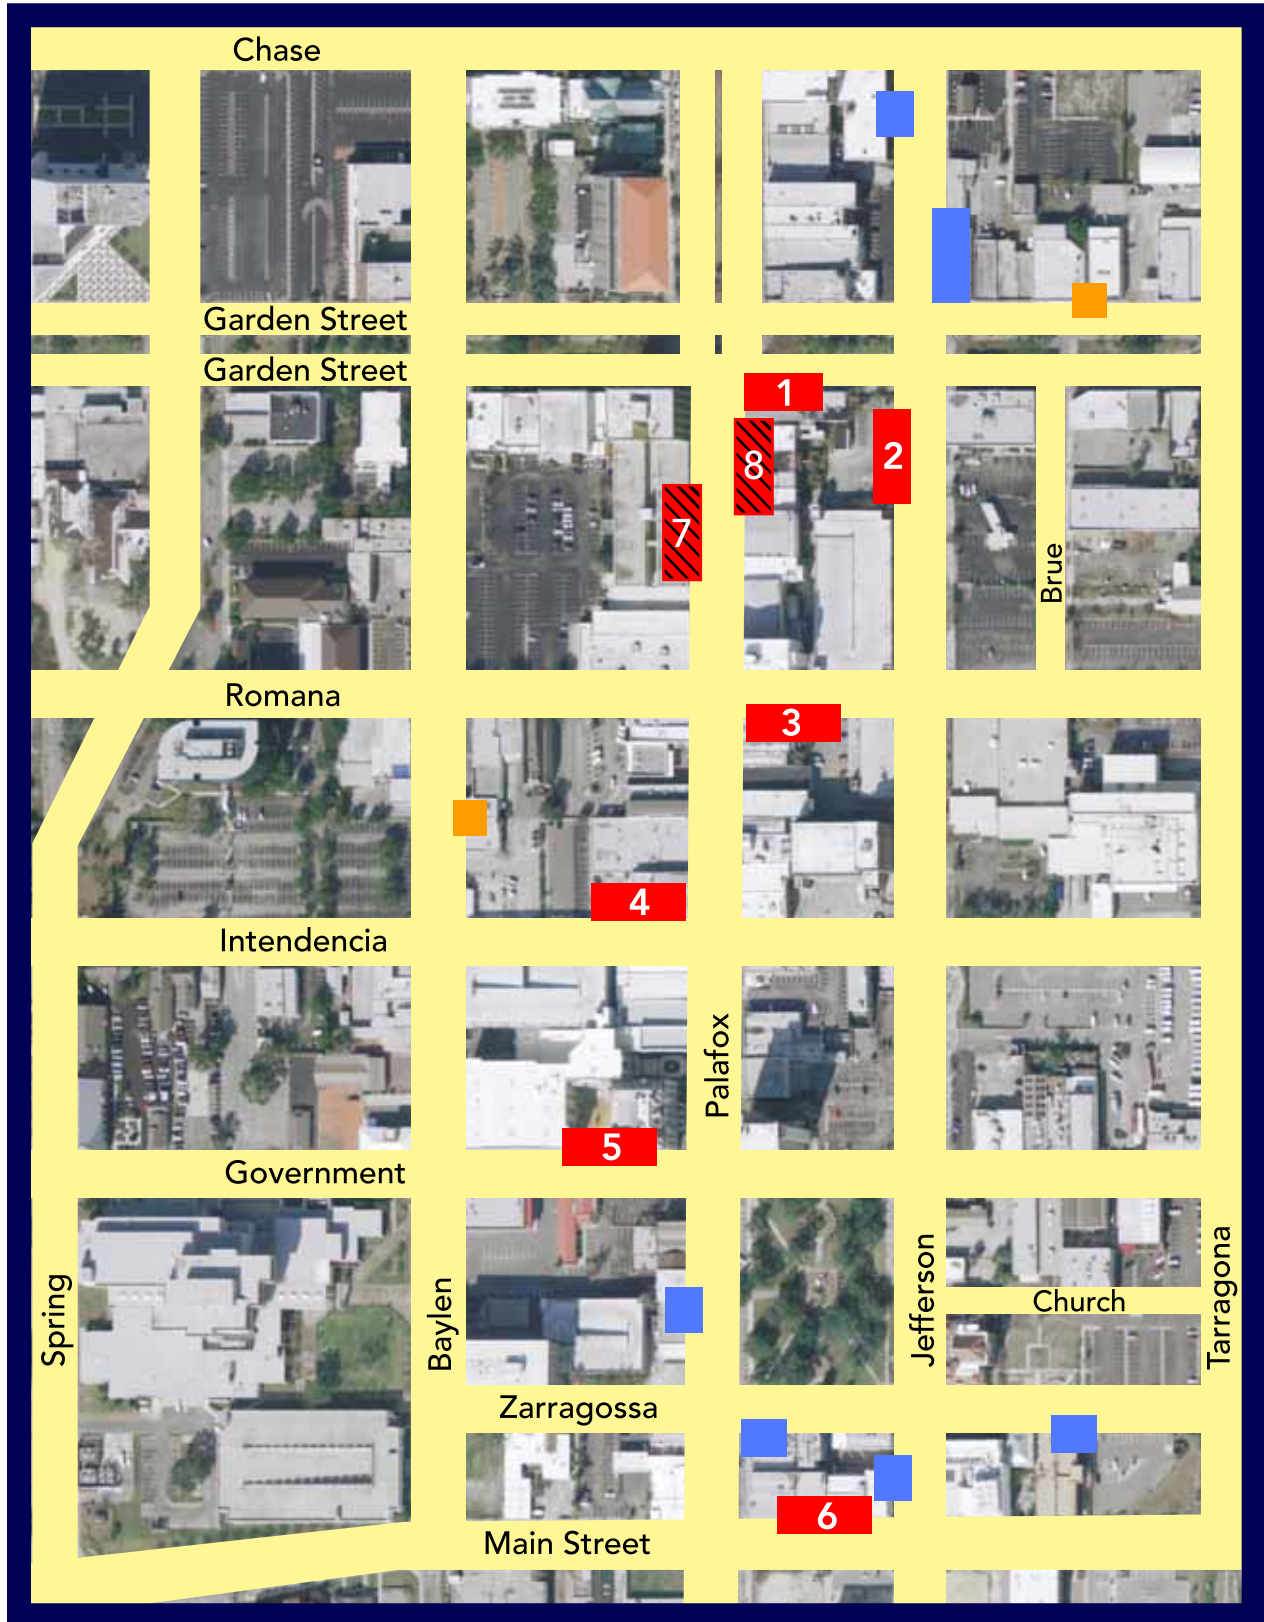 Chase
Garden Street
Garden Street
1
8
2
7
Brue
Romana
3
4
Intendencia
Palafox
5
Government
Spring
Baylen
Jefferson
Church
Tarragona
Zarragossa
6
Main Street